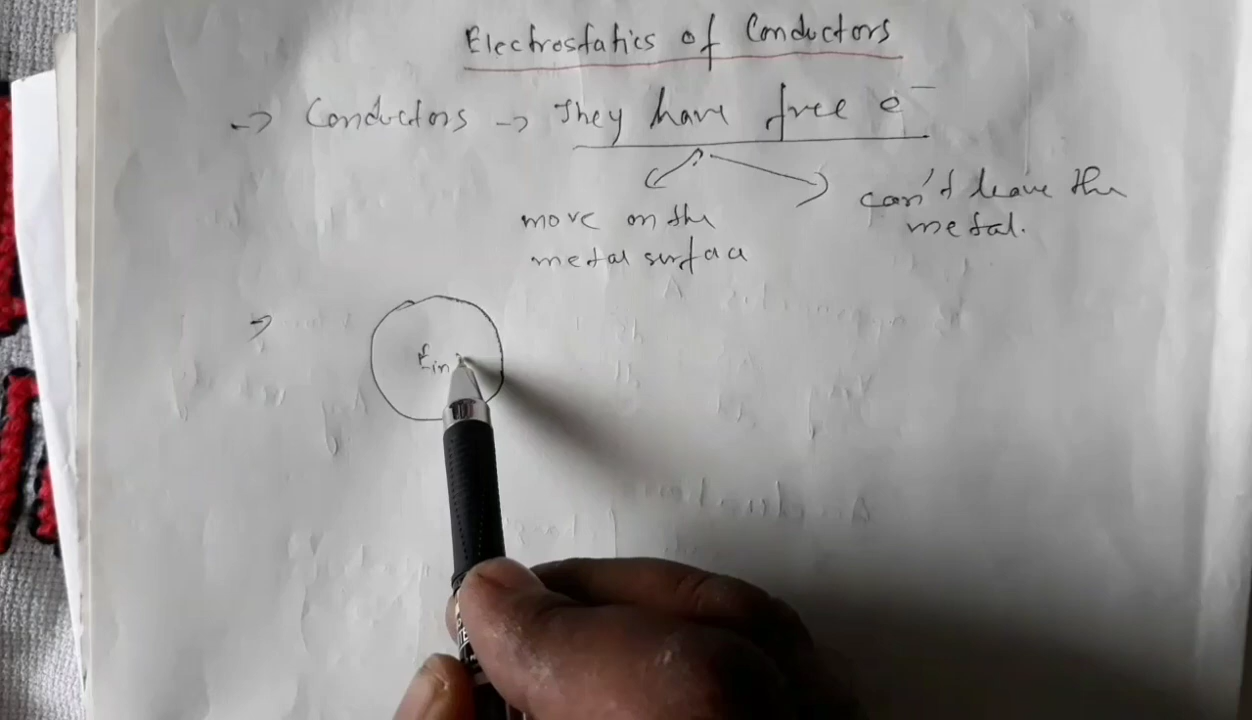 Electrostatics of Conductors
-> Conductors -> They have free e⁻
move on the
metal surface
can't leave the
metal.
->
Ein